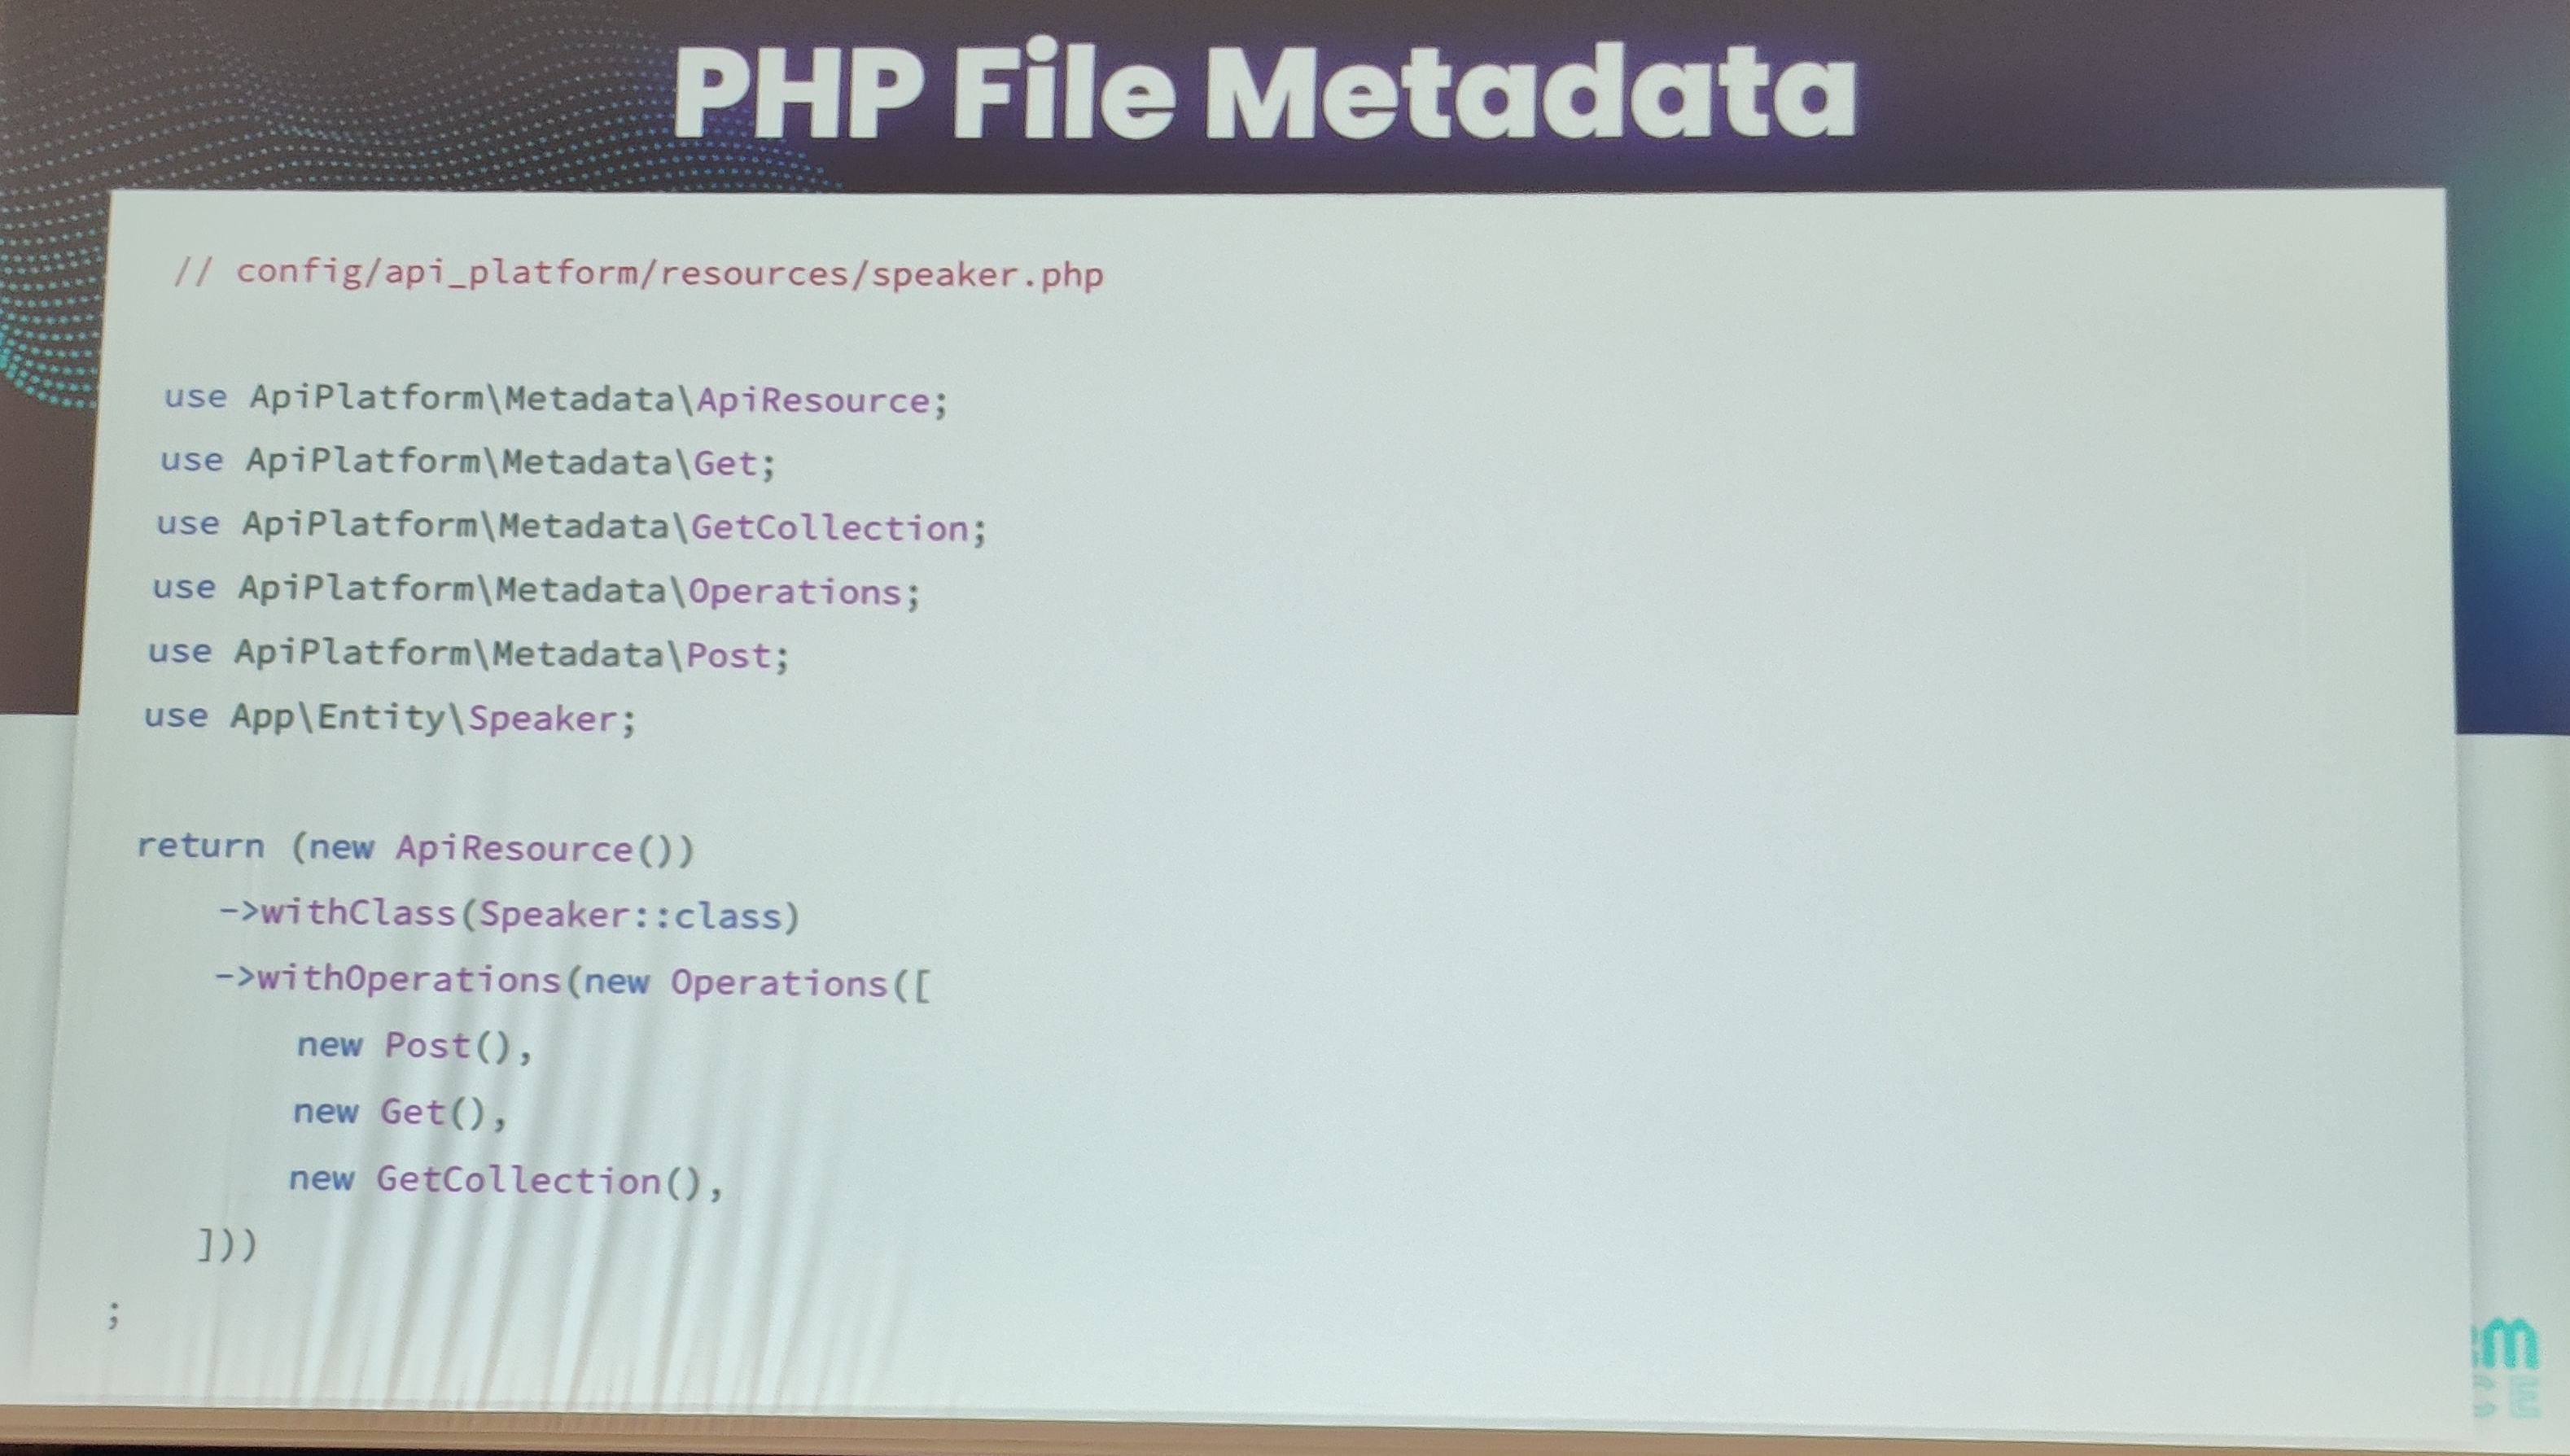 PHP File Metadata
// config/api_platform/resources/speaker.php
use ApiPlatform\Metadata\ApiResource;
use ApiPlatform\Metadata\Get;
use ApiPlatform\Metadata\GetCollection;
use ApiPlatform\Metadata\Operations;
use ApiPlatform\Metadata\Post;
use App\Entity\Speaker;
return (new ApiResource())
    ->withClass(Speaker::class)
    ->withOperations(new Operations([
        new Post(),
        new Get(),
        new GetCollection(),
    ]))
;